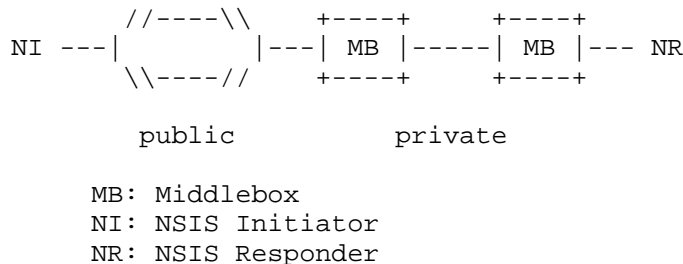 //----\\     +----+     +----+
NI ---|      |---| MB |-----| MB |--- NR
      \\----//     +----+     +----+
public          private
MB: Middlebox
NI: NSIS Initiator
NR: NSIS Responder